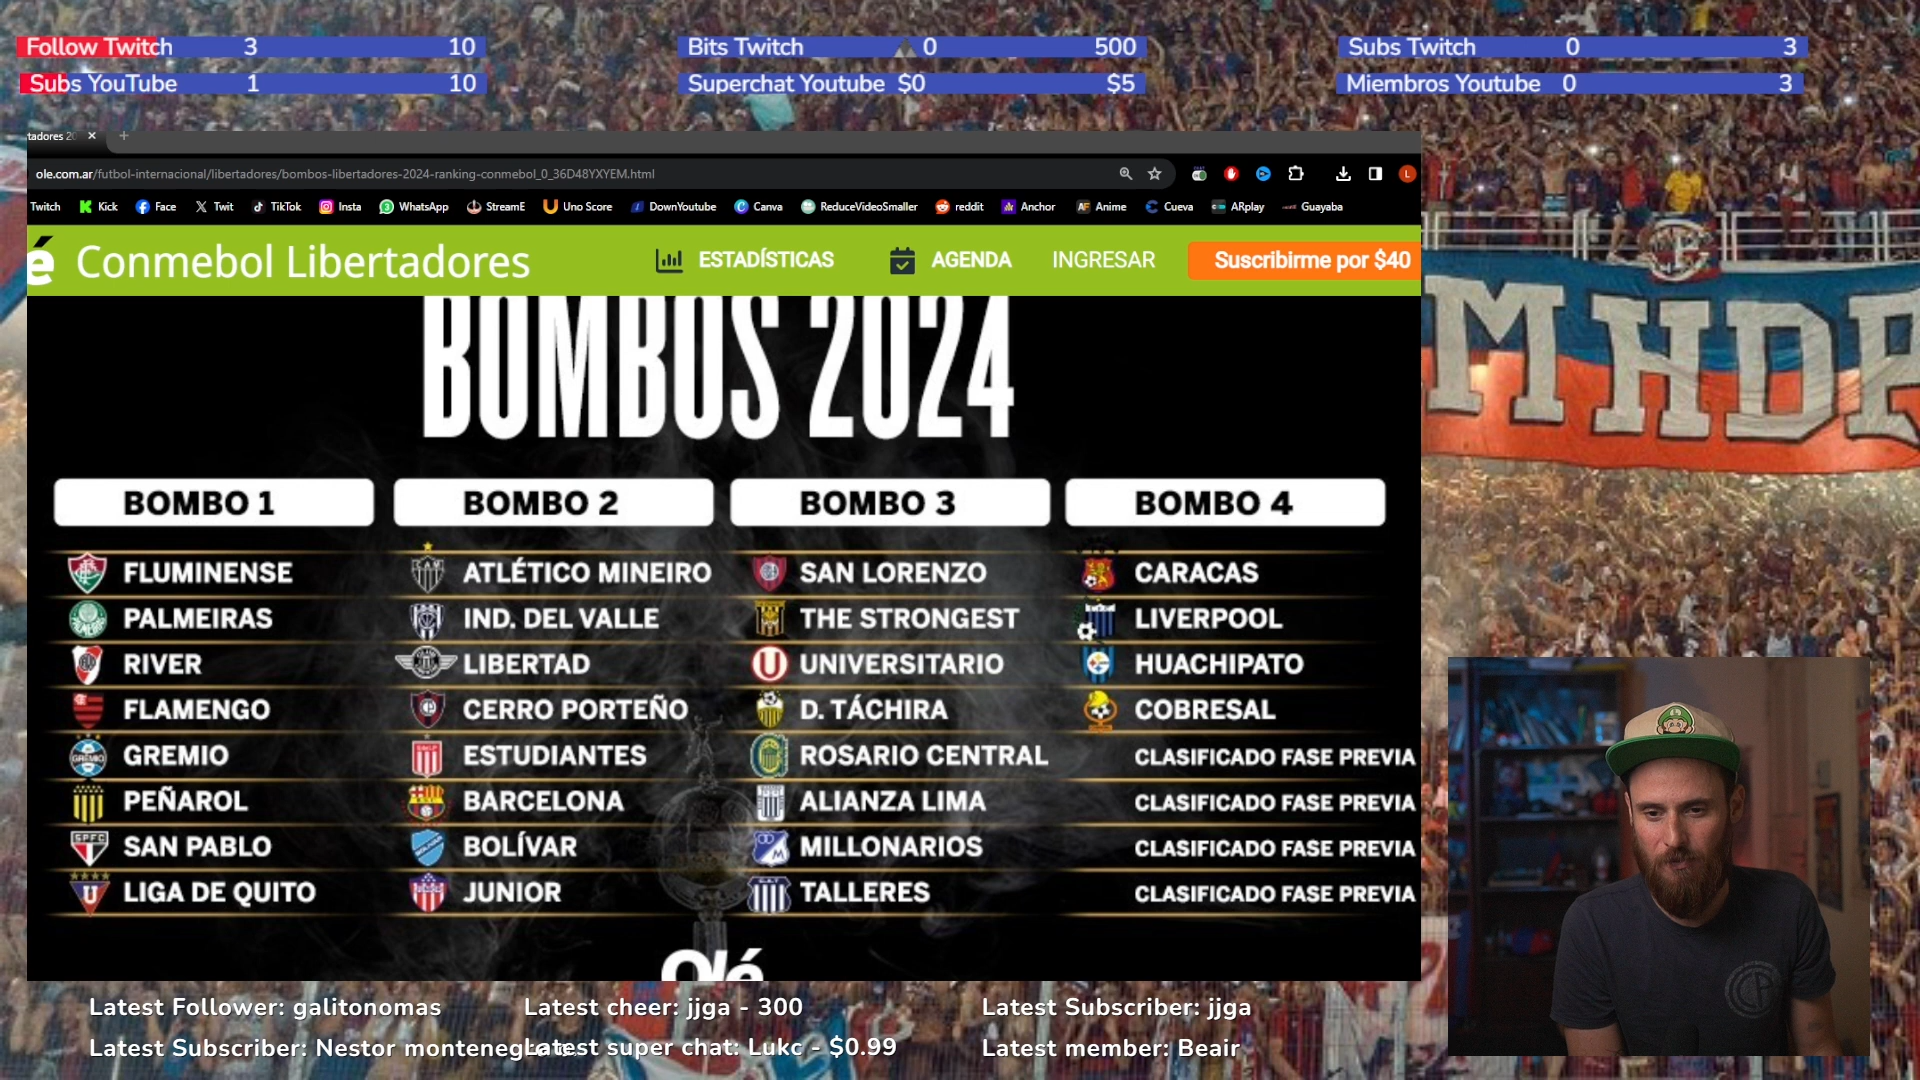 Follow Twitch 3 10
Bits Twitch 0 500
Subs Twitch 0 3
Subs YouTube 1 10
Superchat Youtube $0 $5
Miembros Youtube 0 3
tadores 2
ole.com.ar/futbol-internacional/libertadores/bombos-libertadores-2024-ranking-conmebol_0_36D48YXYEM.html
L
Twitch Kick Face Twit TikTok Insta WhatsApp StreamE Uno Score DownYoutube Canva ReduceVideoSmaller reddit Anchor Anime Cueva ARplay Guayaba
é Conmebol Libertadores ESTADÍSTICAS AGENDA INGRESAR Suscribirme por $40
BOMBOS 2024
BOMBO 1 BOMBO 2 BOMBO 3 BOMBO 4
FLUMINENSE ATLÉTICO MINEIRO SAN LORENZO CARACAS
PALMEIRAS IND. DEL VALLE THE STRONGEST LIVERPOOL
RIVER LIBERTAD UNIVERSITARIO HUACHIPATO
FLAMENGO CERRO PORTEÑO D. TÁCHIRA COBRESAL
GREMIO ESTUDIANTES ROSARIO CENTRAL CLASIFICADO FASE PREVIA
PEÑAROL BARCELONA ALIANZA LIMA CLASIFICADO FASE PREVIA
SAN PABLO BOLÍVAR MILLONARIOS CLASIFICADO FASE PREVIA
LIGA DE QUITO JUNIOR TALLERES CLASIFICADO FASE PREVIA
Olé
MHDP
Latest Follower: galitonomas
Latest cheer: jjga - 300
Latest Subscriber: jjga
Latest Subscriber: Nestor
Latest super chat: Lukc - $0.99
Latest member: Beair